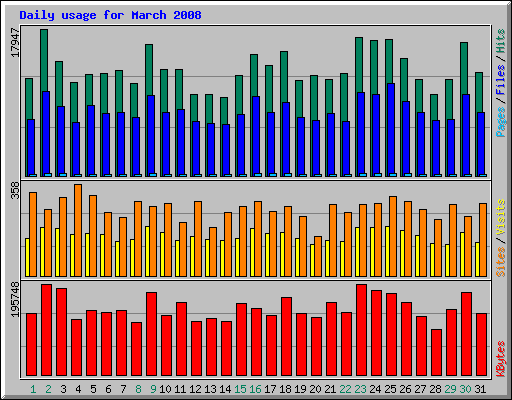 Daily usage for March 2008
17947
Pages / Files / Hits
358
Sites / Visits
195748
KBytes
1 2 3 4 5 6 7 8 9 10 11 12 13 14 15 16 17 18 19 20 21 22 23 24 25 26 27 28 29 30 31